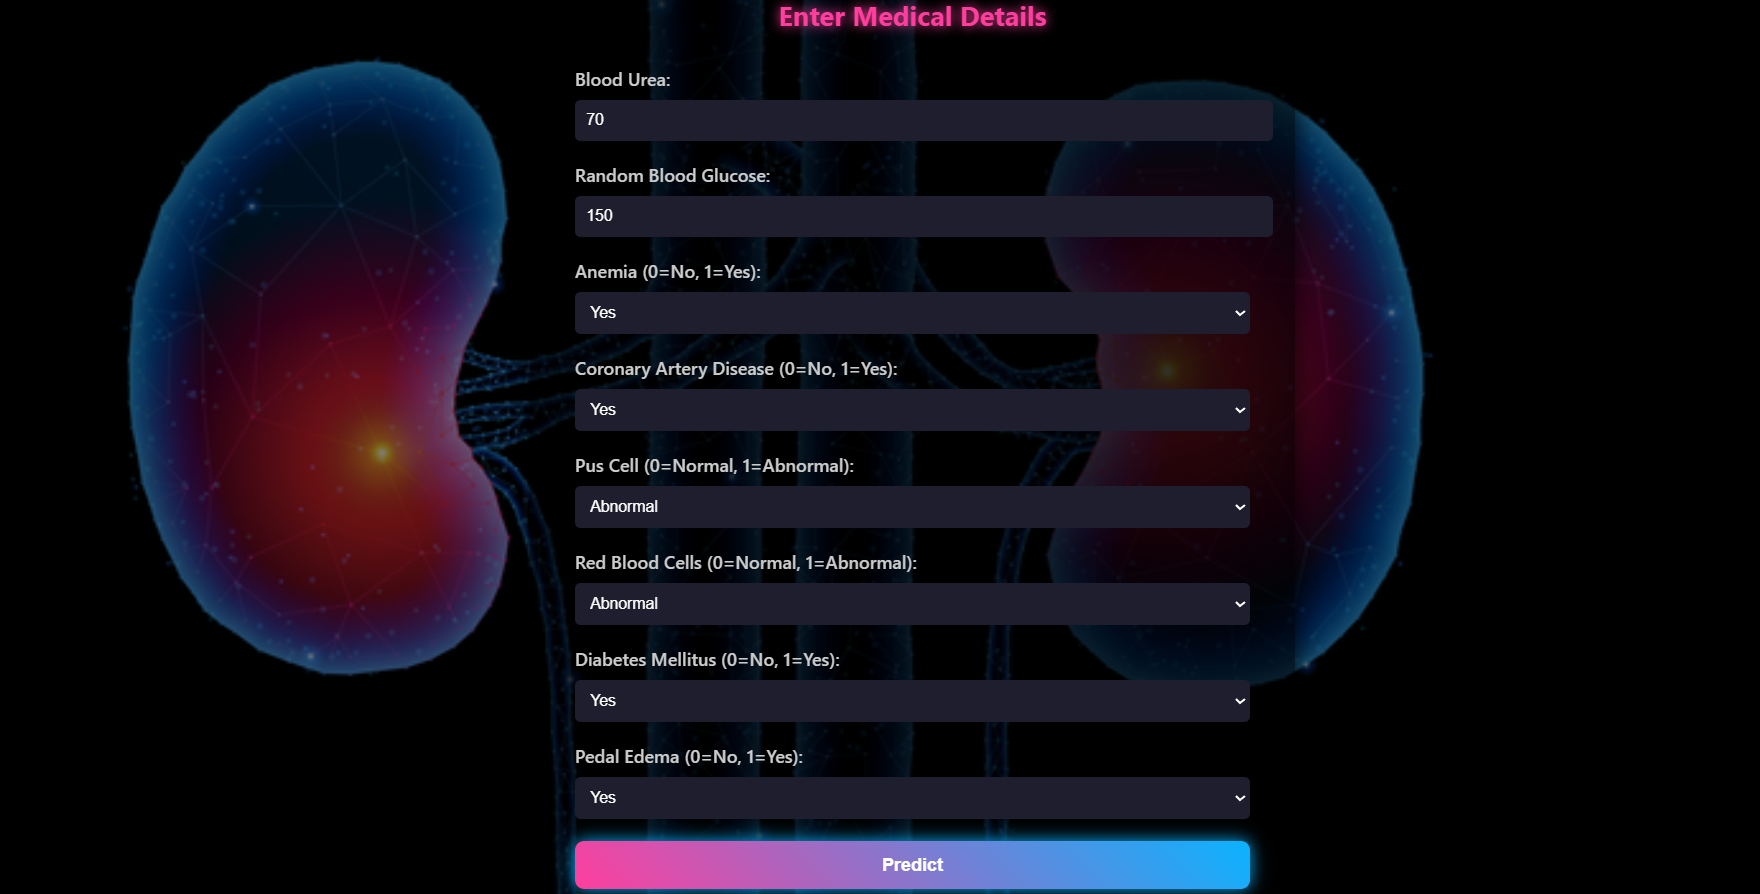 Enter Medical Details
Blood Urea:
70
Random Blood Glucose:
150
Anemia (0=No, 1=Yes):
Yes
Coronary Artery Disease (0=No, 1=Yes):
Yes
Pus Cell (0=Normal, 1=Abnormal):
Abnormal
Red Blood Cells (0=Normal, 1=Abnormal):
Abnormal
Diabetes Mellitus (0=No, 1=Yes):
Yes
Pedal Edema (0=No, 1=Yes):
Yes
Predict